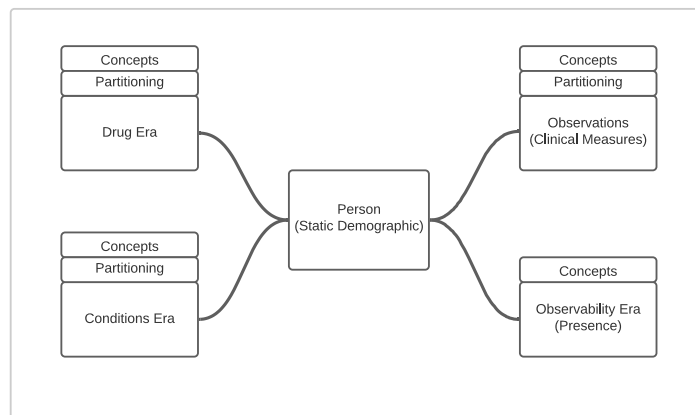 Concepts
Partitioning
Drug Era
Concepts
Partitioning
Conditions Era
Person
(Static Demographic)
Concepts
Partitioning
Observations
(Clinical Measures)
Concepts
Observability Era
(Presence)